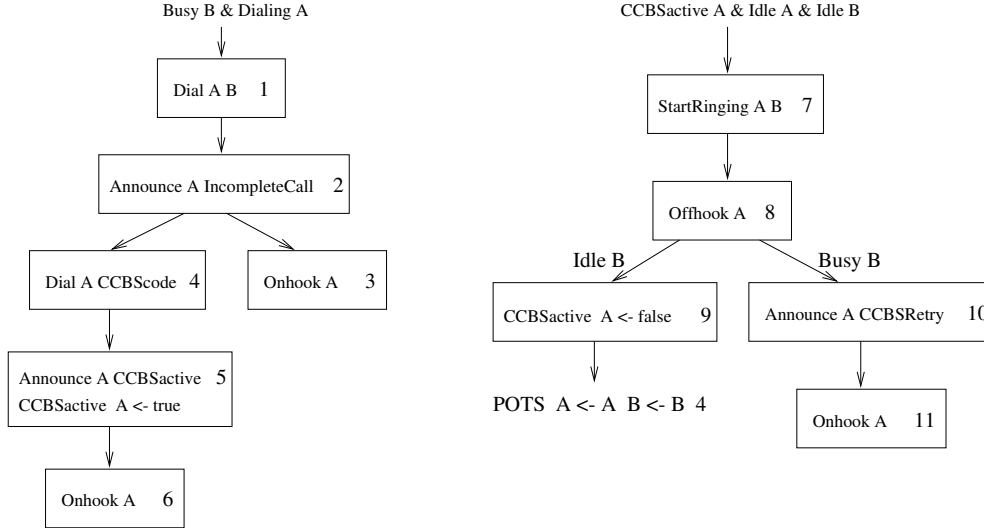 Busy B & Dialing A
Dial A B 1
Announce A IncompleteCall 2
Dial A CCBScode 4
Onhook A 3
Announce A CCBSactive 5
CCBSactive A <- true
Onhook A 6
CCBSactive A & Idle A & Idle B
StartRinging A B 7
Offhook A 8
Idle B
Busy B
CCBSactive A <- false 9
Announce A CCBSRetry 10
POTS A <- A B <- B 4
Onhook A 11